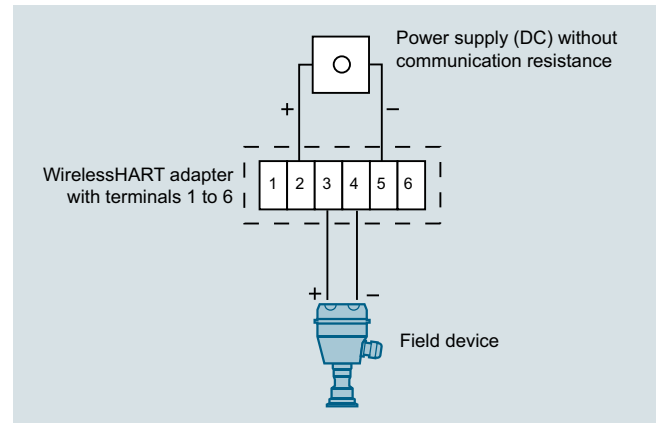 Power supply (DC) without
communication resistance
+ –
WirelessHART adapter
with terminals 1 to 6
1 2 3 4 5 6
+ –
Field device